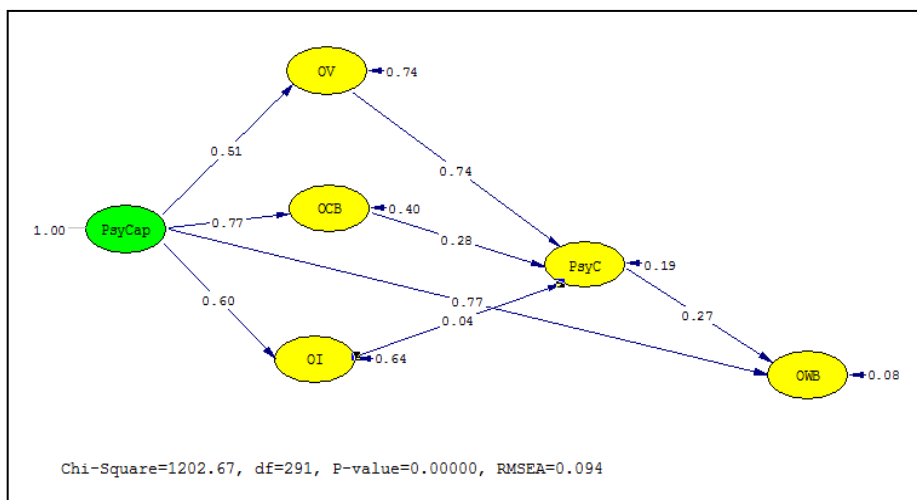 OV
0.74
0.51
0.74
OCB
0.40
0.77
1.00
PsyCap
0.28
PsyC
0.19
0.60
0.77
0.04
0.27
OI
0.64
OWB
0.08
Chi-Square=1202.67, df=291, P-value=0.00000, RMSEA=0.094